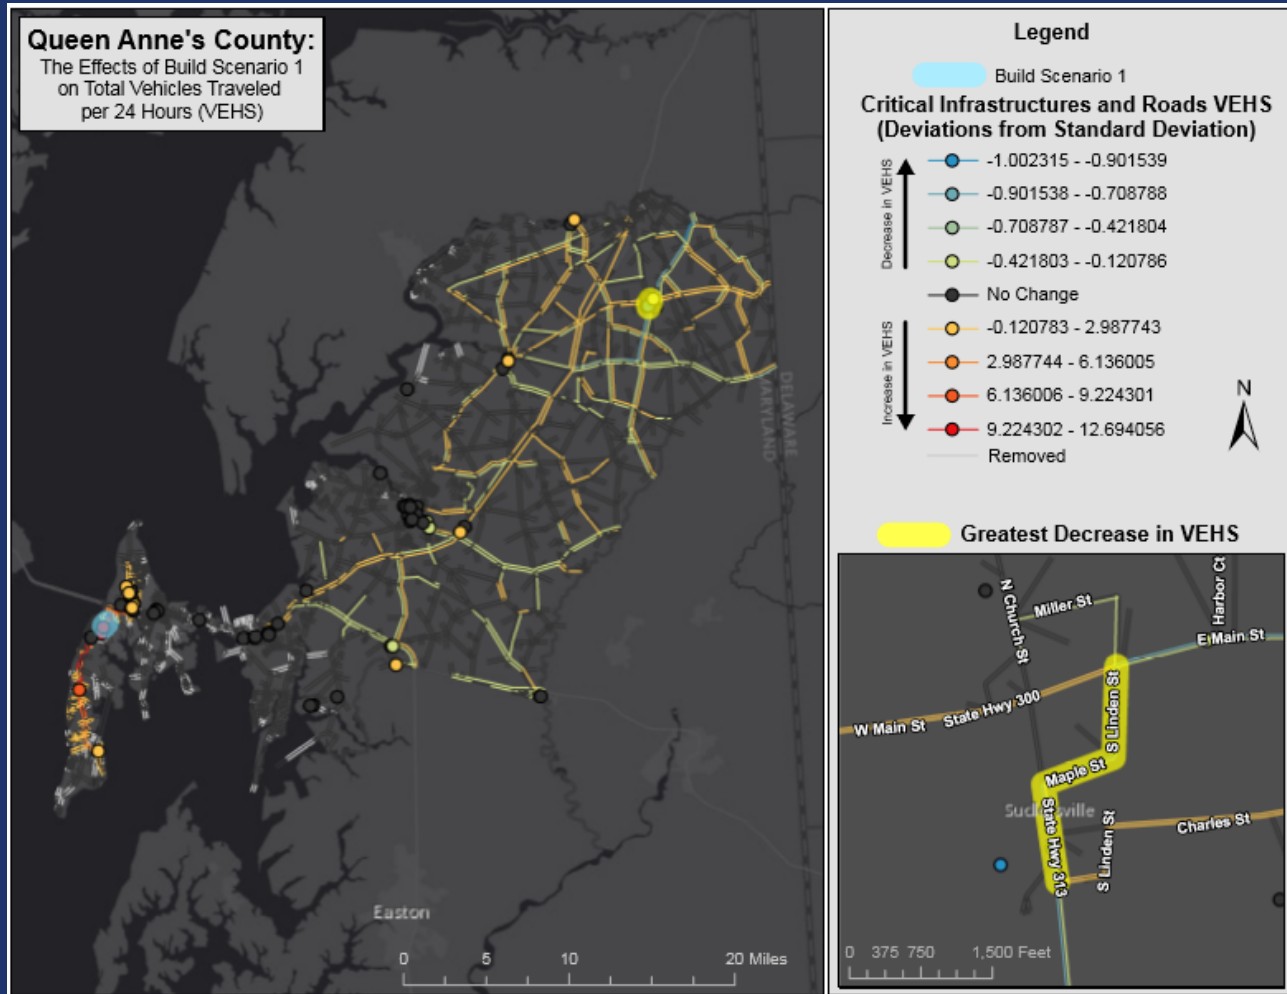 Queen Anne's County:
The Effects of Build Scenario 1
on Total Vehicles Traveled
per 24 Hours (VEHS)
DELAWARE
MARYLAND
Easton
0 5 10 20 Miles
Legend
Build Scenario 1
Critical Infrastructures and Roads VEHS
(Deviations from Standard Deviation)
Decrease in VEHS
-1.002315 - -0.901539
-0.901538 - -0.708788
-0.708787 - -0.421804
-0.421803 - -0.120786
No Change
Increase in VEHS
-0.120783 - 2.987743
2.987744 - 6.136005
6.136006 - 9.224301
9.224302 - 12.694056
Removed
N
Greatest Decrease in VEHS
N Church St
Miller St
Harbor Ct
E Main St
State Hwy 300
W Main St
S Linden St
Maple St
State Hwy 313
S Linden St
Charles St
0 375 750 1,500 Feet